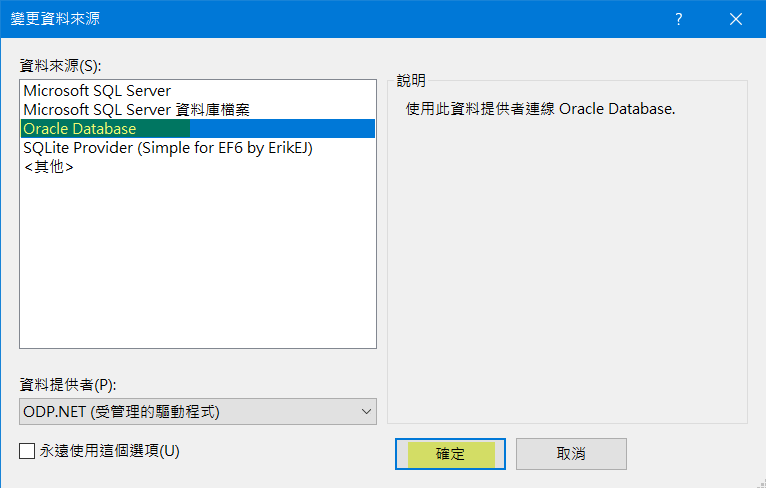 變更資料來源
?
資料來源(S):
Microsoft SQL Server
Microsoft SQL Server 資料庫檔案
Oracle Database
SQLite Provider (Simple for EF6 by ErikEJ)
<其他>
說明
使用此資料提供者連線 Oracle Database.
資料提供者(P):
ODP.NET (受管理的驅動程式)
永遠使用這個選項(U)
確定
取消